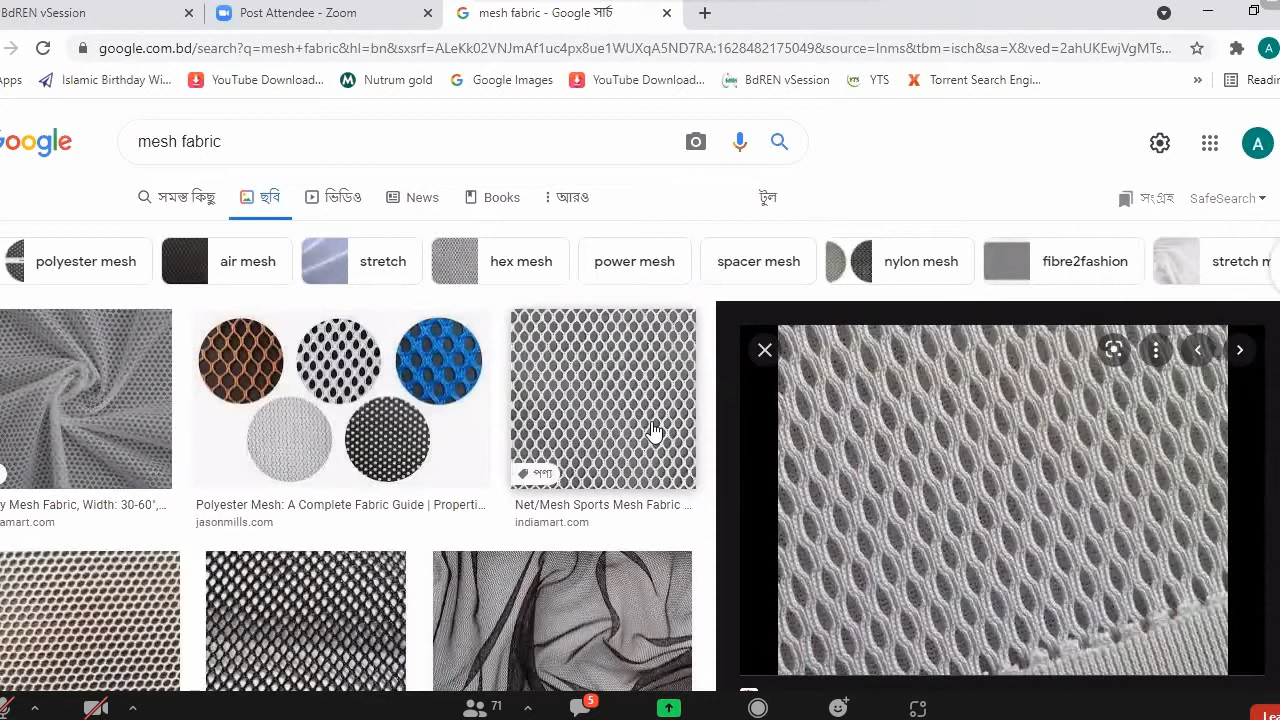 BdREN vSession
Post Attendee - Zoom
mesh fabric - Google সার্চ
google.com.bd/search?q=mesh+fabric&hl=bn&sxsrf=ALeKk02VNJmAf1uc4px8ue1WUXqA5ND7RA:1628482175049&source=lnms&tbm=isch&sa=X&ved=2ahUKEwjVgMTs...
A
Apps
Islamic Birthday Wi...
YouTube Download...
Nutrum gold
Google Images
YouTube Download...
BdREN vSession
YTS
Torrent Search Engi...
»
Google
mesh fabric
A
সমস্ত কিছু
ছবি
ভিডিও
News
Books
আরও
টুল
সংগ্রহ
SafeSearch
polyester mesh
air mesh
stretch
hex mesh
power mesh
spacer mesh
nylon mesh
fibre2fashion
পণ্য
y Mesh Fabric, Width: 30-60",...
Polyester Mesh: A Complete Fabric Guide | Properti...
Net/Mesh Sports Mesh Fabric ...
amart.com
jasonmills.com
indiamart.com
71
5